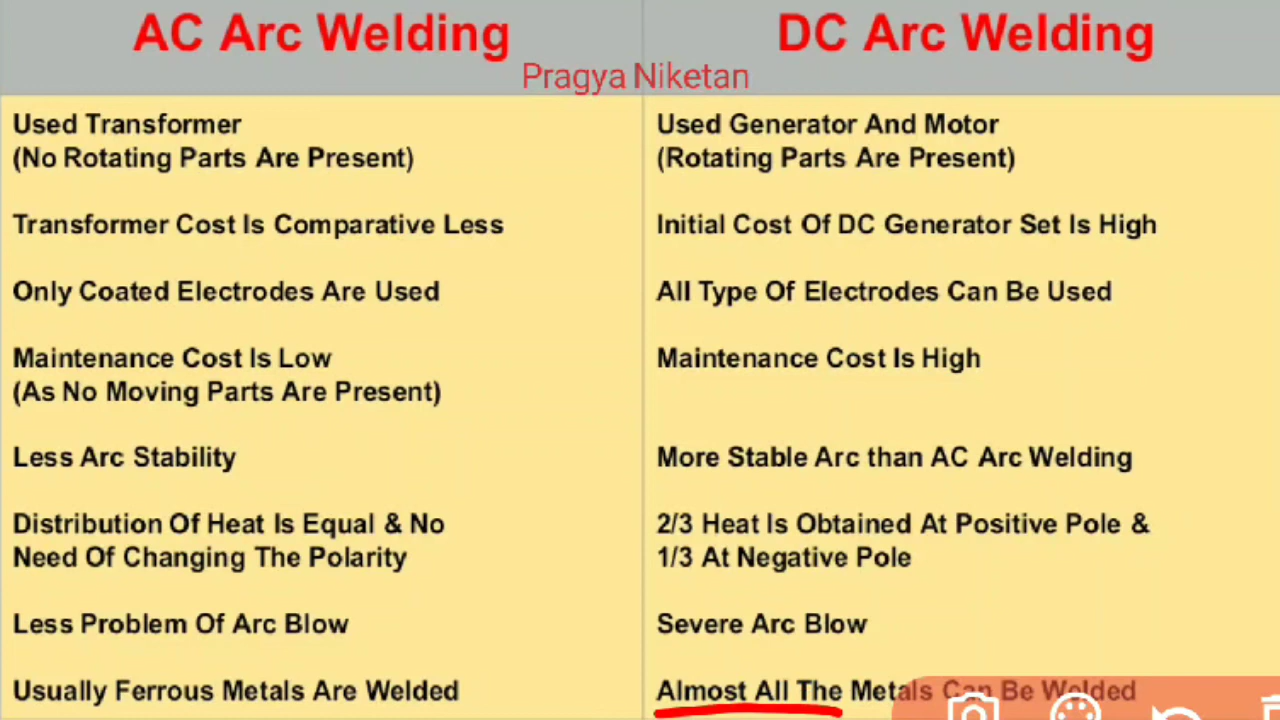 AC Arc Welding
DC Arc Welding
Pragya Niketan
Used Transformer
(No Rotating Parts Are Present)
Used Generator And Motor
(Rotating Parts Are Present)
Transformer Cost Is Comparative Less
Initial Cost Of DC Generator Set Is High
Only Coated Electrodes Are Used
All Type Of Electrodes Can Be Used
Maintenance Cost Is Low
(As No Moving Parts Are Present)
Maintenance Cost Is High
Less Arc Stability
More Stable Arc than AC Arc Welding
Distribution Of Heat Is Equal & No
Need Of Changing The Polarity
2/3 Heat Is Obtained At Positive Pole &
1/3 At Negative Pole
Less Problem Of Arc Blow
Severe Arc Blow
Usually Ferrous Metals Are Welded
Almost All The Metals Can Be Welded